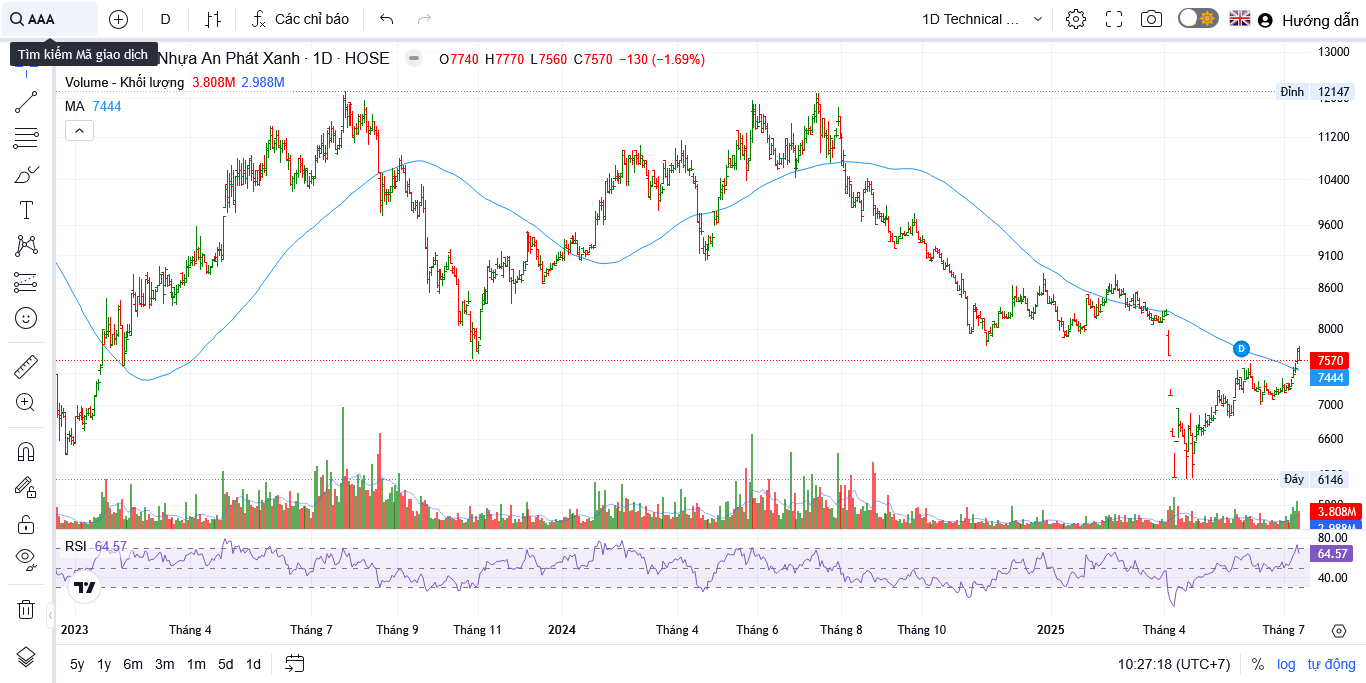 AAA
D
Các chỉ báo
1D Technical ...
Hướng dẫn
Tìm kiếm Mã giao dịch
Nhựa An Phát Xanh · 1D · HOSE
O7740 H7770 L7560 C7570 −130 (−1.69%)
Volume - Khối lượng 3.808M 2.988M
MA 7444
13000
Đỉnh 12147
12000
11200
10400
9600
9100
8600
8000
D
7570
7444
7000
6600
Đáy 6146
3.808M
2.988M
RSI 64.57
80.00
64.57
40.00
2023
Tháng 4
Tháng 7
Tháng 9
Tháng 11
2024
Tháng 4
Tháng 6
Tháng 8
Tháng 10
2025
Tháng 4
Tháng 7
5y 1y 6m 3m 1m 5d 1d
10:27:18 (UTC+7)
% log tự động